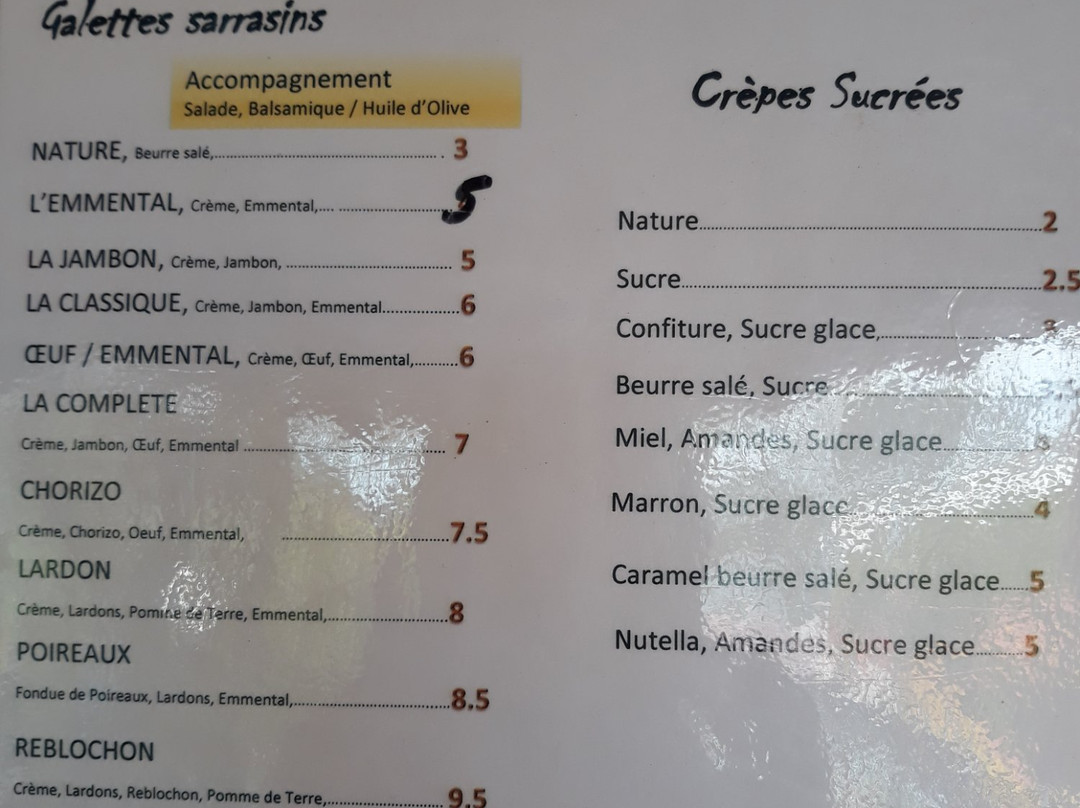 Galettes sarrasins
Accompagnement
Salade, Balsamique / Huile d'Olive
NATURE, Beurre salé,.......... . 3
L'EMMENTAL, Crème, Emmental,.... .......... 5
LA JAMBON, Crème, Jambon, .......... 5
LA CLASSIQUE, Crème, Jambon, Emmental..........6
ŒUF / EMMENTAL, Crème, Œuf, Emmental,..........6
LA COMPLETE
Crème, Jambon, Œuf, Emmental .......... 7
CHORIZO
Crème, Chorizo, Oeuf, Emmental, ..........7.5
LARDON
Crème, Lardons, Pomme de Terre, Emmental,..........8
POIREAUX
Fondue de Poireaux, Lardons, Emmental,..........8.5
REBLOCHON
Crème, Lardons, Reblochon, Pomme de Terre,.......... 9.5
Crèpes Sucrées
Nature..........2
Sucre..........2.5
Confiture, Sucre glace,..........
Beurre salé, Sucre..........
Miel, Amandes, Sucre glace..........
Marron, Sucre glace..........4
Caramel beurre salé, Sucre glace......5
Nutella, Amandes, Sucre glace.........5